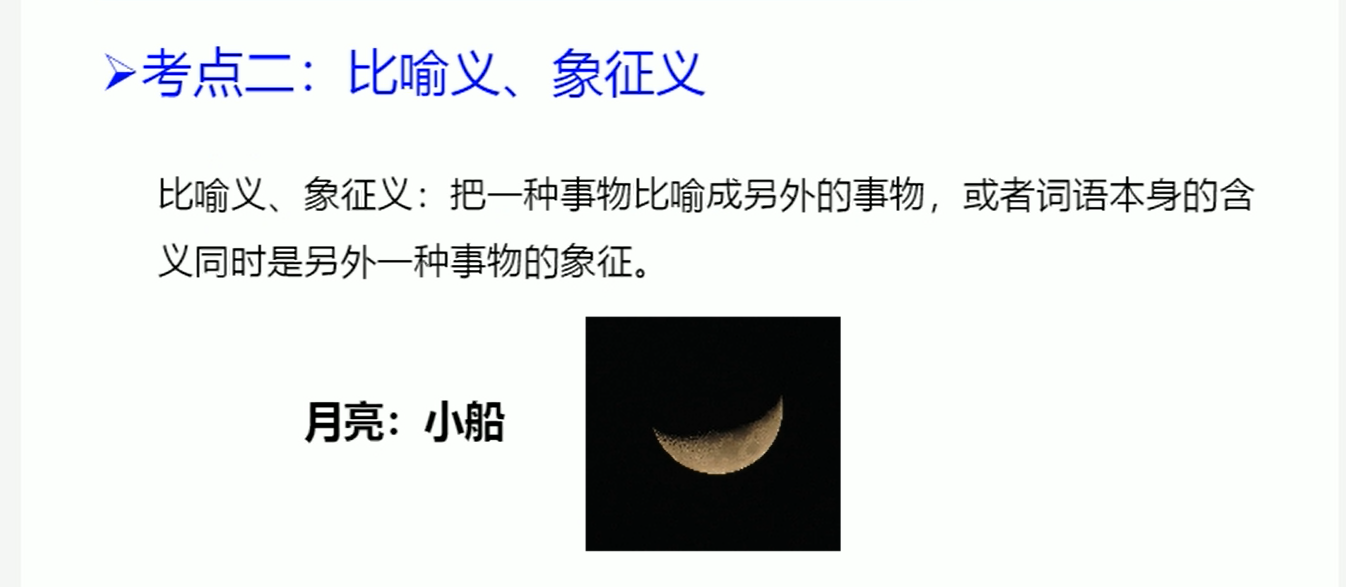 考点二：比喻义、象征义
比喻义、象征义：把一种事物比喻成另外的事物，或者词语本身的含
义同时是另外一种事物的象征。
月亮：小船